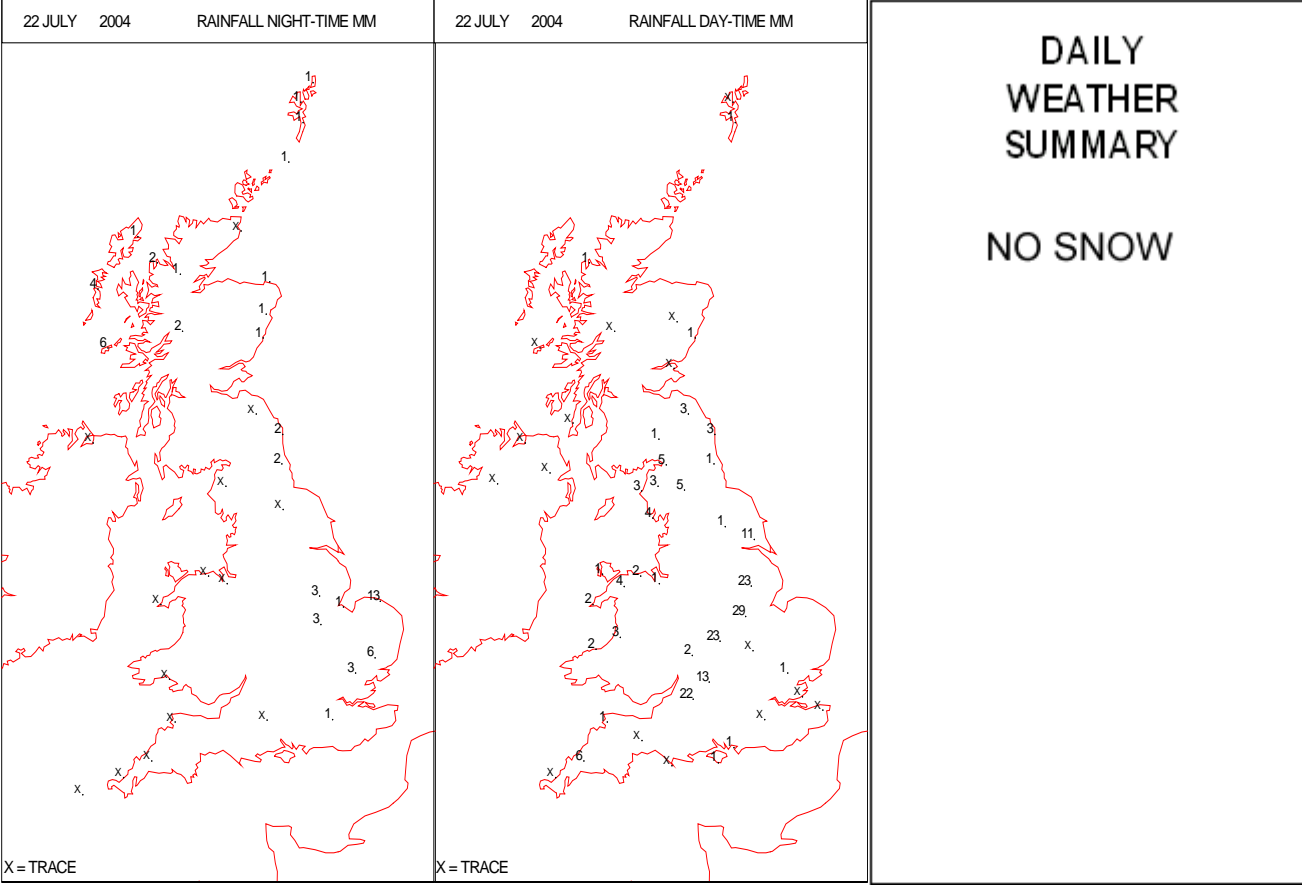 22 JULY 2004 RAINFALL NIGHT-TIME MM
1.
1.
1.
1.
x.
1.
2.
1.
4.
1.
1.
2.
1.
6.
x.
2.
x.
2.
x.
x.
x.
x.
3.
13.
x.
1.
3.
6.
3.
x.
1.
x.
x.
x.
x.
x.
X = TRACE
22 JULY 2004 RAINFALL DAY-TIME MM
x.
1.
1.
x.
x.
1.
x.
x.
3.
x.
3.
1.
x.
1.
5.
x.
x.
3.
3.
5.
4.
1.
11.
1.
2.
1.
4.
23.
2.
29.
3.
23.
2.
x.
2.
1.
13.
22.
x.
x.
1.
x.
x.
1.
6.
1.
x.
x.
X = TRACE
DAILY
WEATHER
SUMMARY
NO SNOW